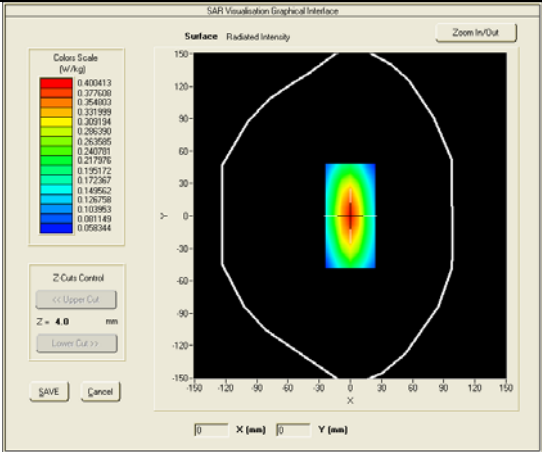 SAR Visualisation Graphical Interface
Surface Radiated Intensity
Zoom In/Out
Colors Scale
(W/kg)
0.400413
0.377608
0.354803
0.331999
0.309194
0.286390
0.263585
0.240781
0.217976
0.195172
0.172367
0.149562
0.126758
0.103953
0.081149
0.058344
150
120
90
60
30
0
-30
-60
-90
-120
-150
Y
-150 -120 -90 -60 -30 0 30 60 90 120 150
X
Z-Cuts Control
<< Upper Cut
Z = 4.0 mm
Lower Cut >>
SAVE Cancel
0 X (mm) 0 Y (mm)